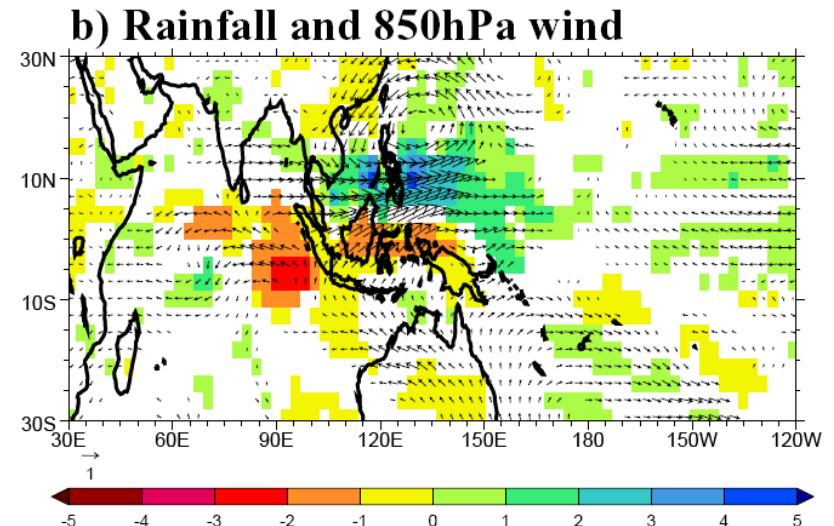 b) Rainfall and 850hPa wind
30N
10N
10S
30S
30E 60E 90E 120E 150E 180 150W 120W
1
-5 -4 -3 -2 -1 0 1 2 3 4 5